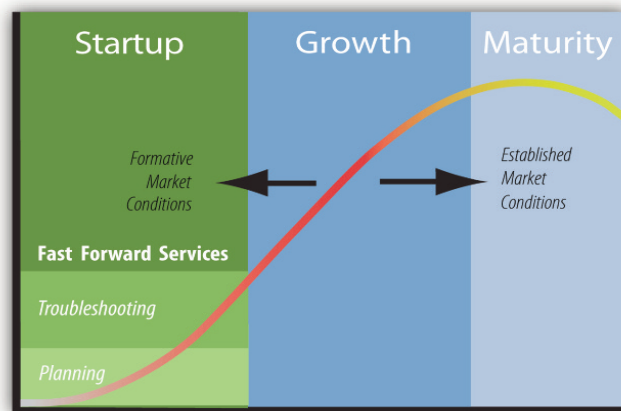 Startup
Growth
Maturity
Formative
Market
Conditions
Established
Market
Conditions
Fast Forward Services
Troubleshooting
Planning